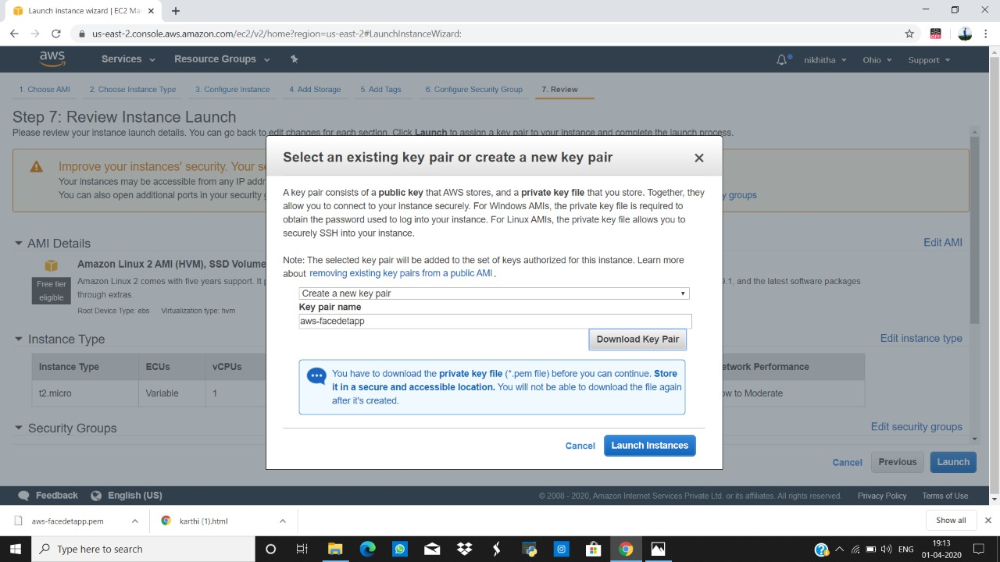 Launch instance wizard | EC2 Ma
us-east-2.console.aws.amazon.com/ec2/v2/home?region=us-east-2#LaunchInstanceWizard:
OFF
aws Services Resource Groups nikhitha Ohio Support
1. Choose AMI 2. Choose Instance Type 3. Configure Instance 4. Add Storage 5. Add Tags 6. Configure Security Group 7. Review
Step 7: Review Instance Launch
Please review your instance launch details. You can go back to edit changes for each section. Click Launch to assign a key pair to your instance and complete the launch process.
Improve your instances' security. Your s
Your instances may be accessible from any IP addr
You can also open additional ports in your security g
y groups
AMI Details
Edit AMI
Amazon Linux 2 AMI (HVM), SSD Volume
Free tier
eligible
Amazon Linux 2 comes with five years support. It p
9.1, and the latest software packages
through extras.
Root Device Type: ebs Virtualization type: hvm
Instance Type
Edit instance type
Instance Type ECUs vCPUs
etwork Performance
t2.micro Variable 1
ow to Moderate
Security Groups
Edit security groups
Cancel Previous Launch
Select an existing key pair or create a new key pair
A key pair consists of a public key that AWS stores, and a private key file that you store. Together, they
allow you to connect to your instance securely. For Windows AMIs, the private key file is required to
obtain the password used to log into your instance. For Linux AMIs, the private key file allows you to
securely SSH into your instance.
Note: The selected key pair will be added to the set of keys authorized for this instance. Learn more
about removing existing key pairs from a public AMI.
Create a new key pair
Key pair name
aws-facedetapp
Download Key Pair
You have to download the private key file (*.pem file) before you can continue. Store
it in a secure and accessible location. You will not be able to download the file again
after it's created.
Cancel Launch Instances
Feedback English (US) © 2008 - 2020, Amazon Internet Services Private Ltd. or its affiliates. All rights reserved. Privacy Policy Terms of Use
aws-facedetapp.pem karthi (1).html Show all
Type here to search
ENG
19:13
01-04-2020